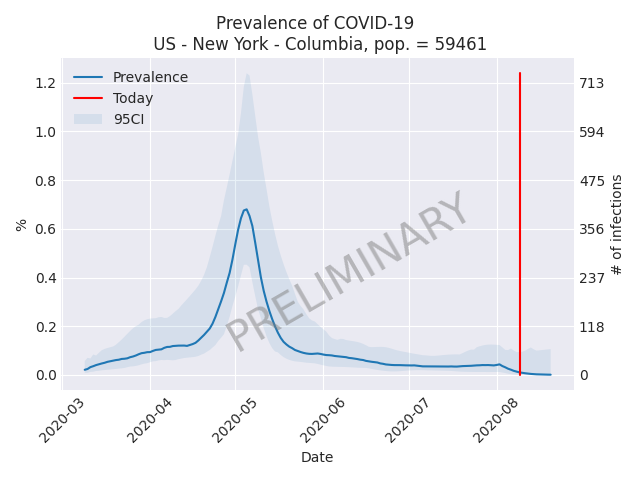 Prevalence of COVID-19
US - New York - Columbia, pop. = 59461
Prevalence
Today
95CI
1.2
1.0
0.8
0.6
0.4
0.2
0.0
%
713
594
475
356
237
118
0
# of infections
PRELIMINARY
2020-03
2020-04
2020-05
2020-06
2020-07
2020-08
Date